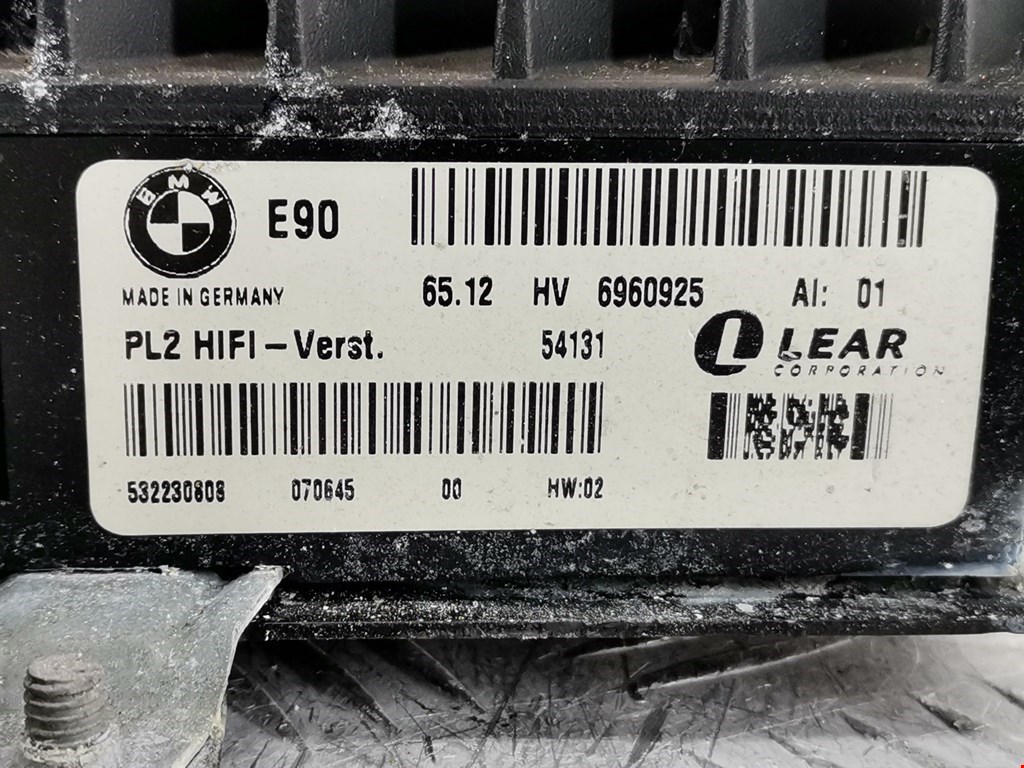 BMW
E90
MADE IN GERMANY
65.12 HV 6960925 AI: 01
PL2 HIFI-Verst. 54131
LEAR
CORPORATION
532230808 070645 00 HW:02